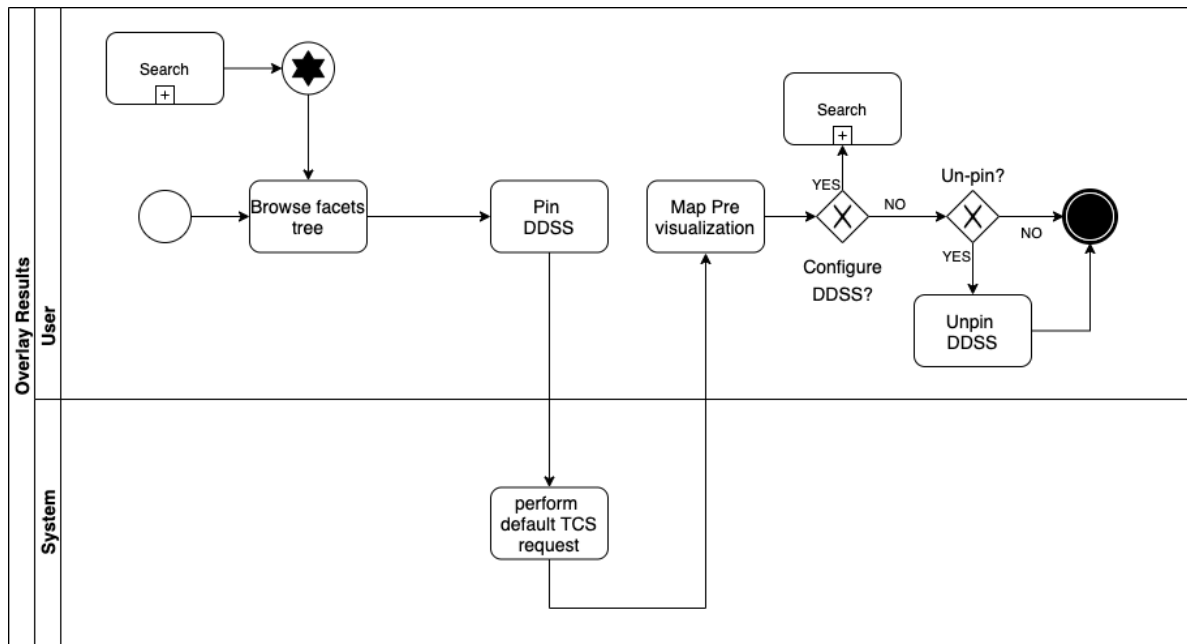 Overlay Results
User
System
Search
Browse facets
tree
Pin
DDSS
Map Pre
visualization
Search
YES
Configure
DDSS?
NO
Un-pin?
NO
YES
Unpin
DDSS
perform
default TCS
request